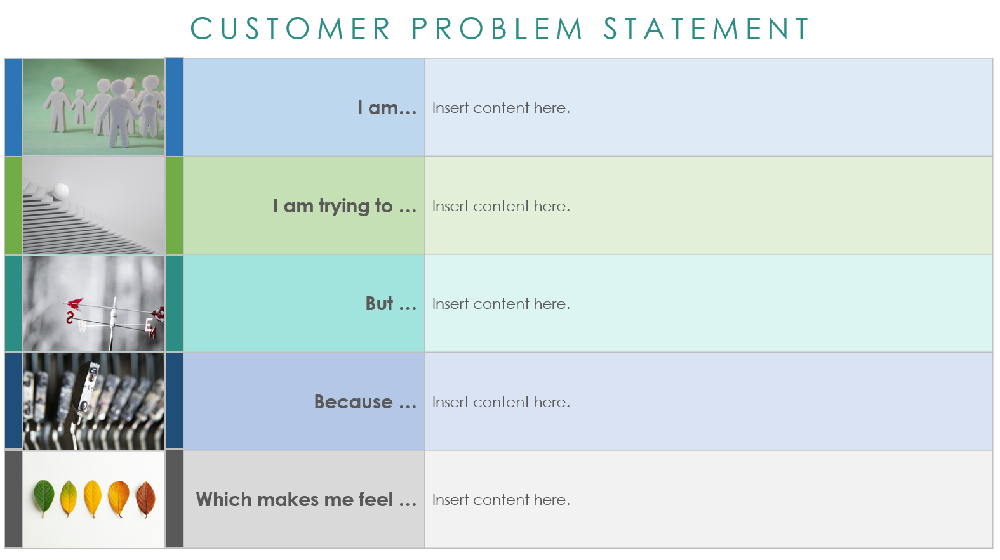 CUSTOMER PROBLEM STATEMENT
I am...
Insert content here.
I am trying to ...
Insert content here.
But ...
Insert content here.
S
W
E
N
Because ...
Insert content here.
Which makes me feel ...
Insert content here.